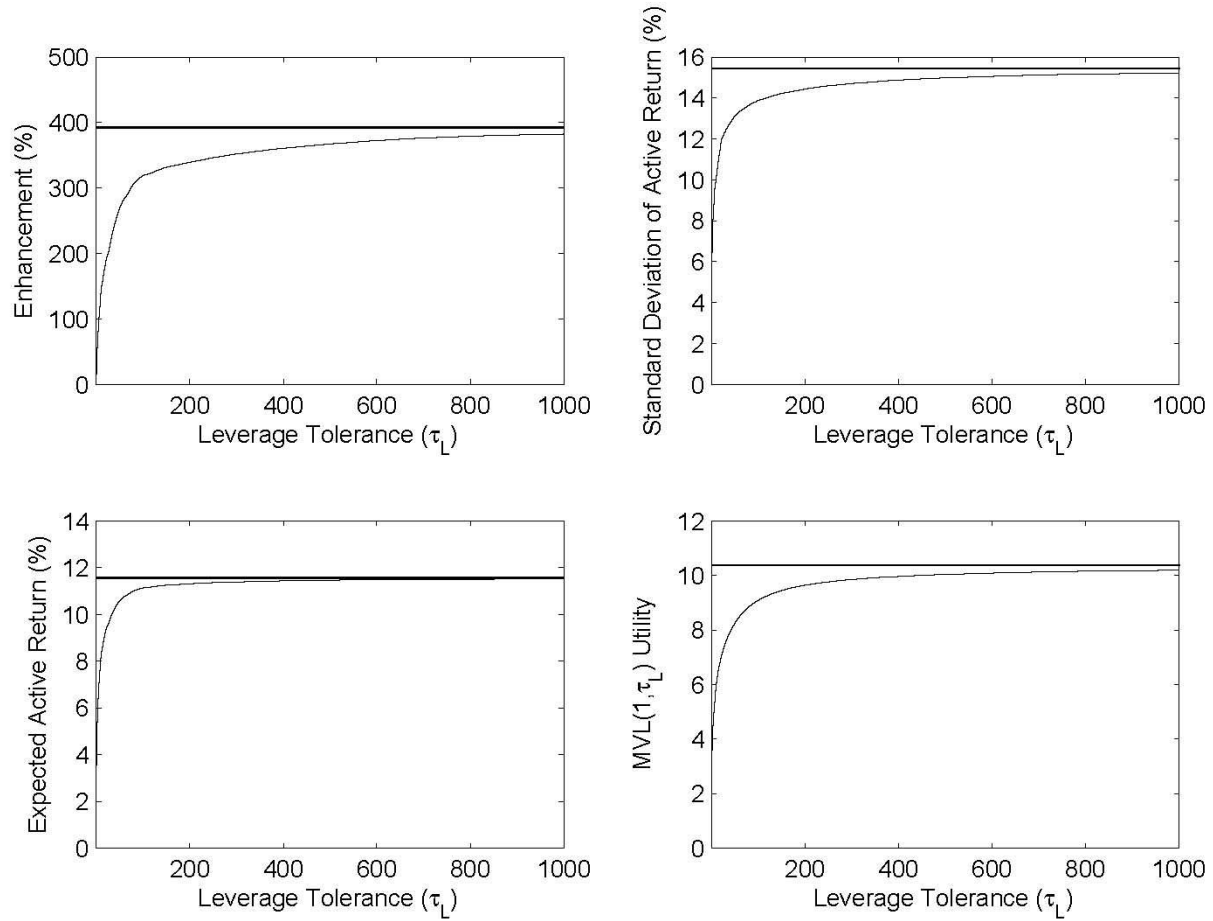 Enhancement (%)
500
400
300
200
100
0
200 400 600 800 1000
Leverage Tolerance (τL)
Standard Deviation of Active Return (%)
16
14
12
10
8
6
4
2
0
200 400 600 800 1000
Leverage Tolerance (τL)
Expected Active Return (%)
14
12
10
8
6
4
2
0
200 400 600 800 1000
Leverage Tolerance (τL)
MVL(1,τL) Utility
12
10
8
6
4
2
0
200 400 600 800 1000
Leverage Tolerance (τL)